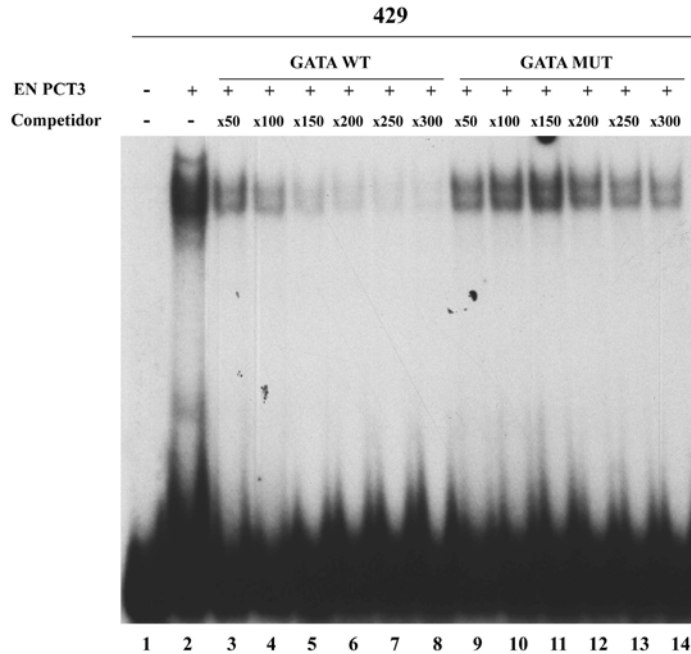 429
GATA WT GATA MUT
EN PCT3 - + + + + + + + + + + + + +
Competidor - - x50 x100 x150 x200 x250 x300 x50 x100 x150 x200 x250 x300
1 2 3 4 5 6 7 8 9 10 11 12 13 14